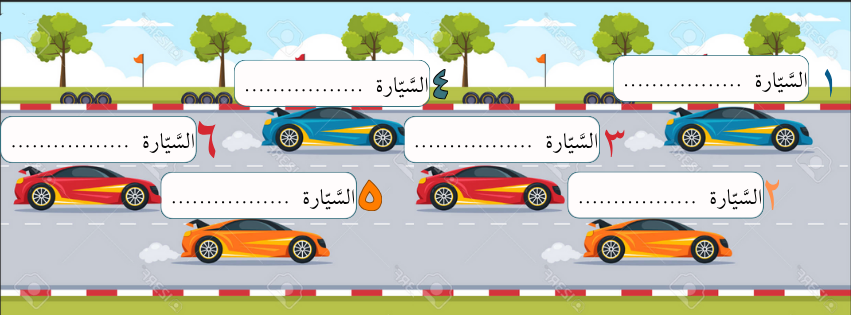 ١ السَّيّارة .................
٢ السَّيّارة .................
٣ السَّيّارة .................
٤ السَّيّارة .................
٥ السَّيّارة .................
٦ السَّيّارة .................